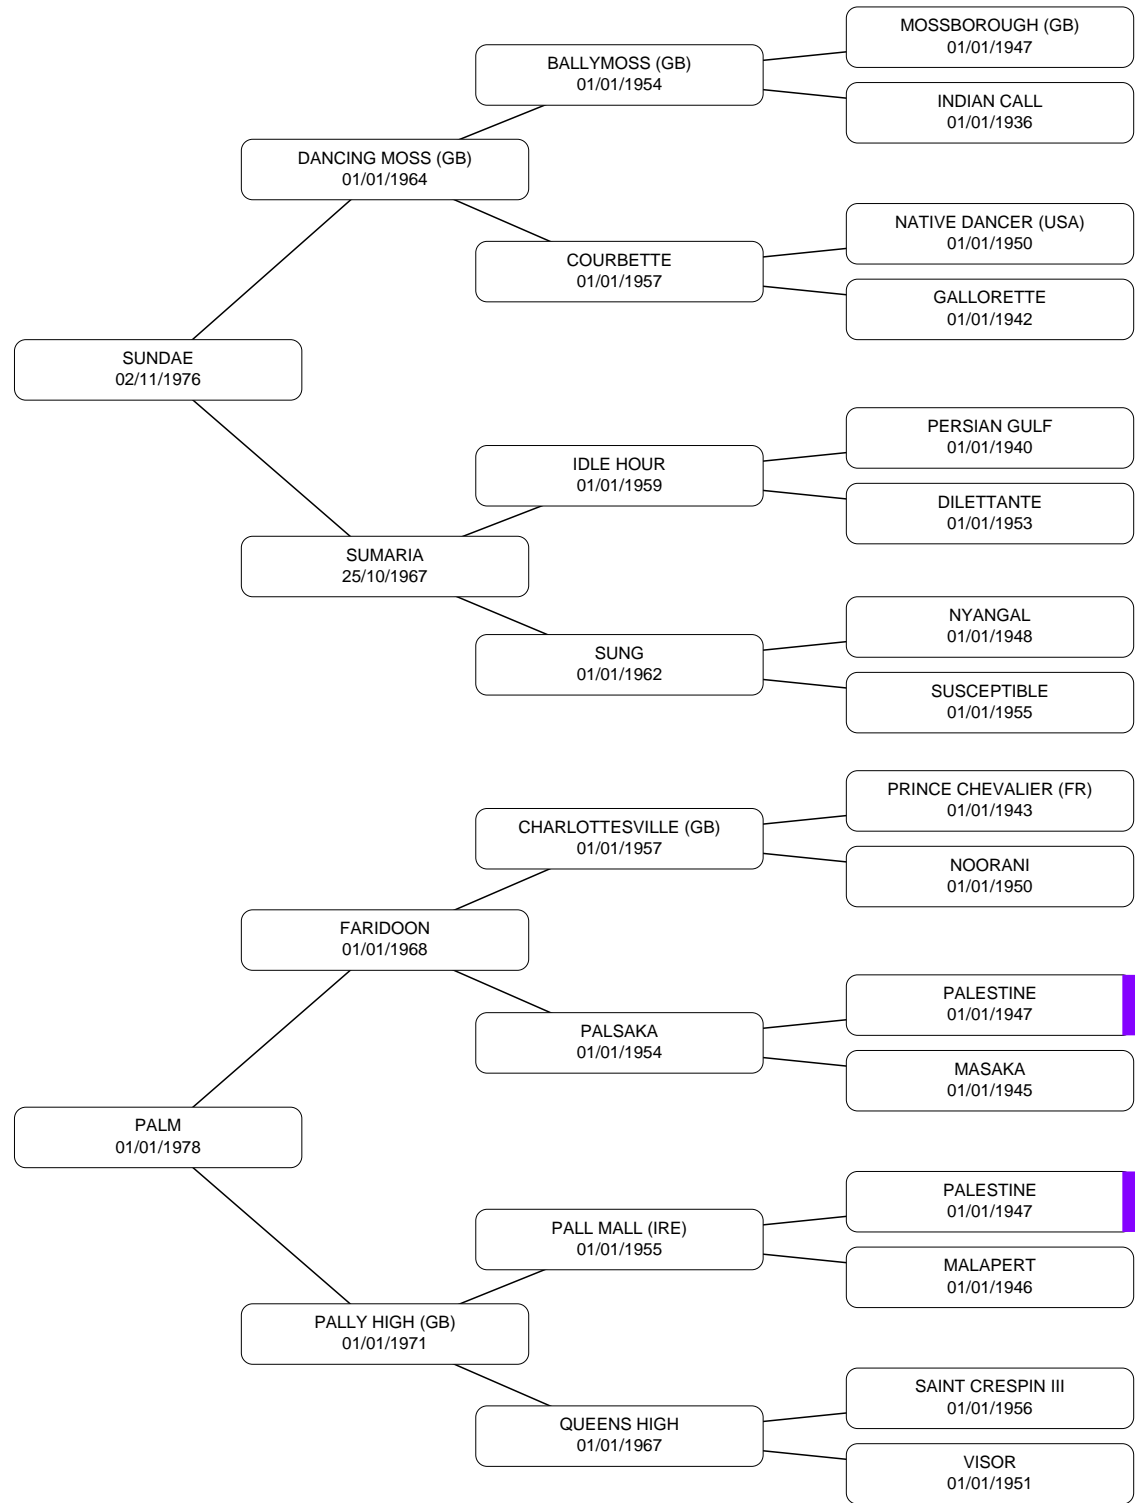 MOSSBOROUGH (GB)
01/01/1947
BALLYMOSS (GB)
01/01/1954
INDIAN CALL
01/01/1936
DANCING MOSS (GB)
01/01/1964
NATIVE DANCER (USA)
01/01/1950
COURBETTE
01/01/1957
GALLORETTE
01/01/1942
SUNDAE
02/11/1976
PERSIAN GULF
01/01/1940
IDLE HOUR
01/01/1959
DILETTANTE
01/01/1953
SUMARIA
25/10/1967
NYANGAL
01/01/1948
SUNG
01/01/1962
SUSCEPTIBLE
01/01/1955
PRINCE CHEVALIER (FR)
01/01/1943
CHARLOTTESVILLE (GB)
01/01/1957
NOORANI
01/01/1950
FARIDOON
01/01/1968
PALESTINE
01/01/1947
PALSAKA
01/01/1954
MASAKA
01/01/1945
PALM
01/01/1978
PALESTINE
01/01/1947
PALL MALL (IRE)
01/01/1955
MALAPERT
01/01/1946
PALLY HIGH (GB)
01/01/1971
SAINT CRESPIN III
01/01/1956
QUEENS HIGH
01/01/1967
VISOR
01/01/1951